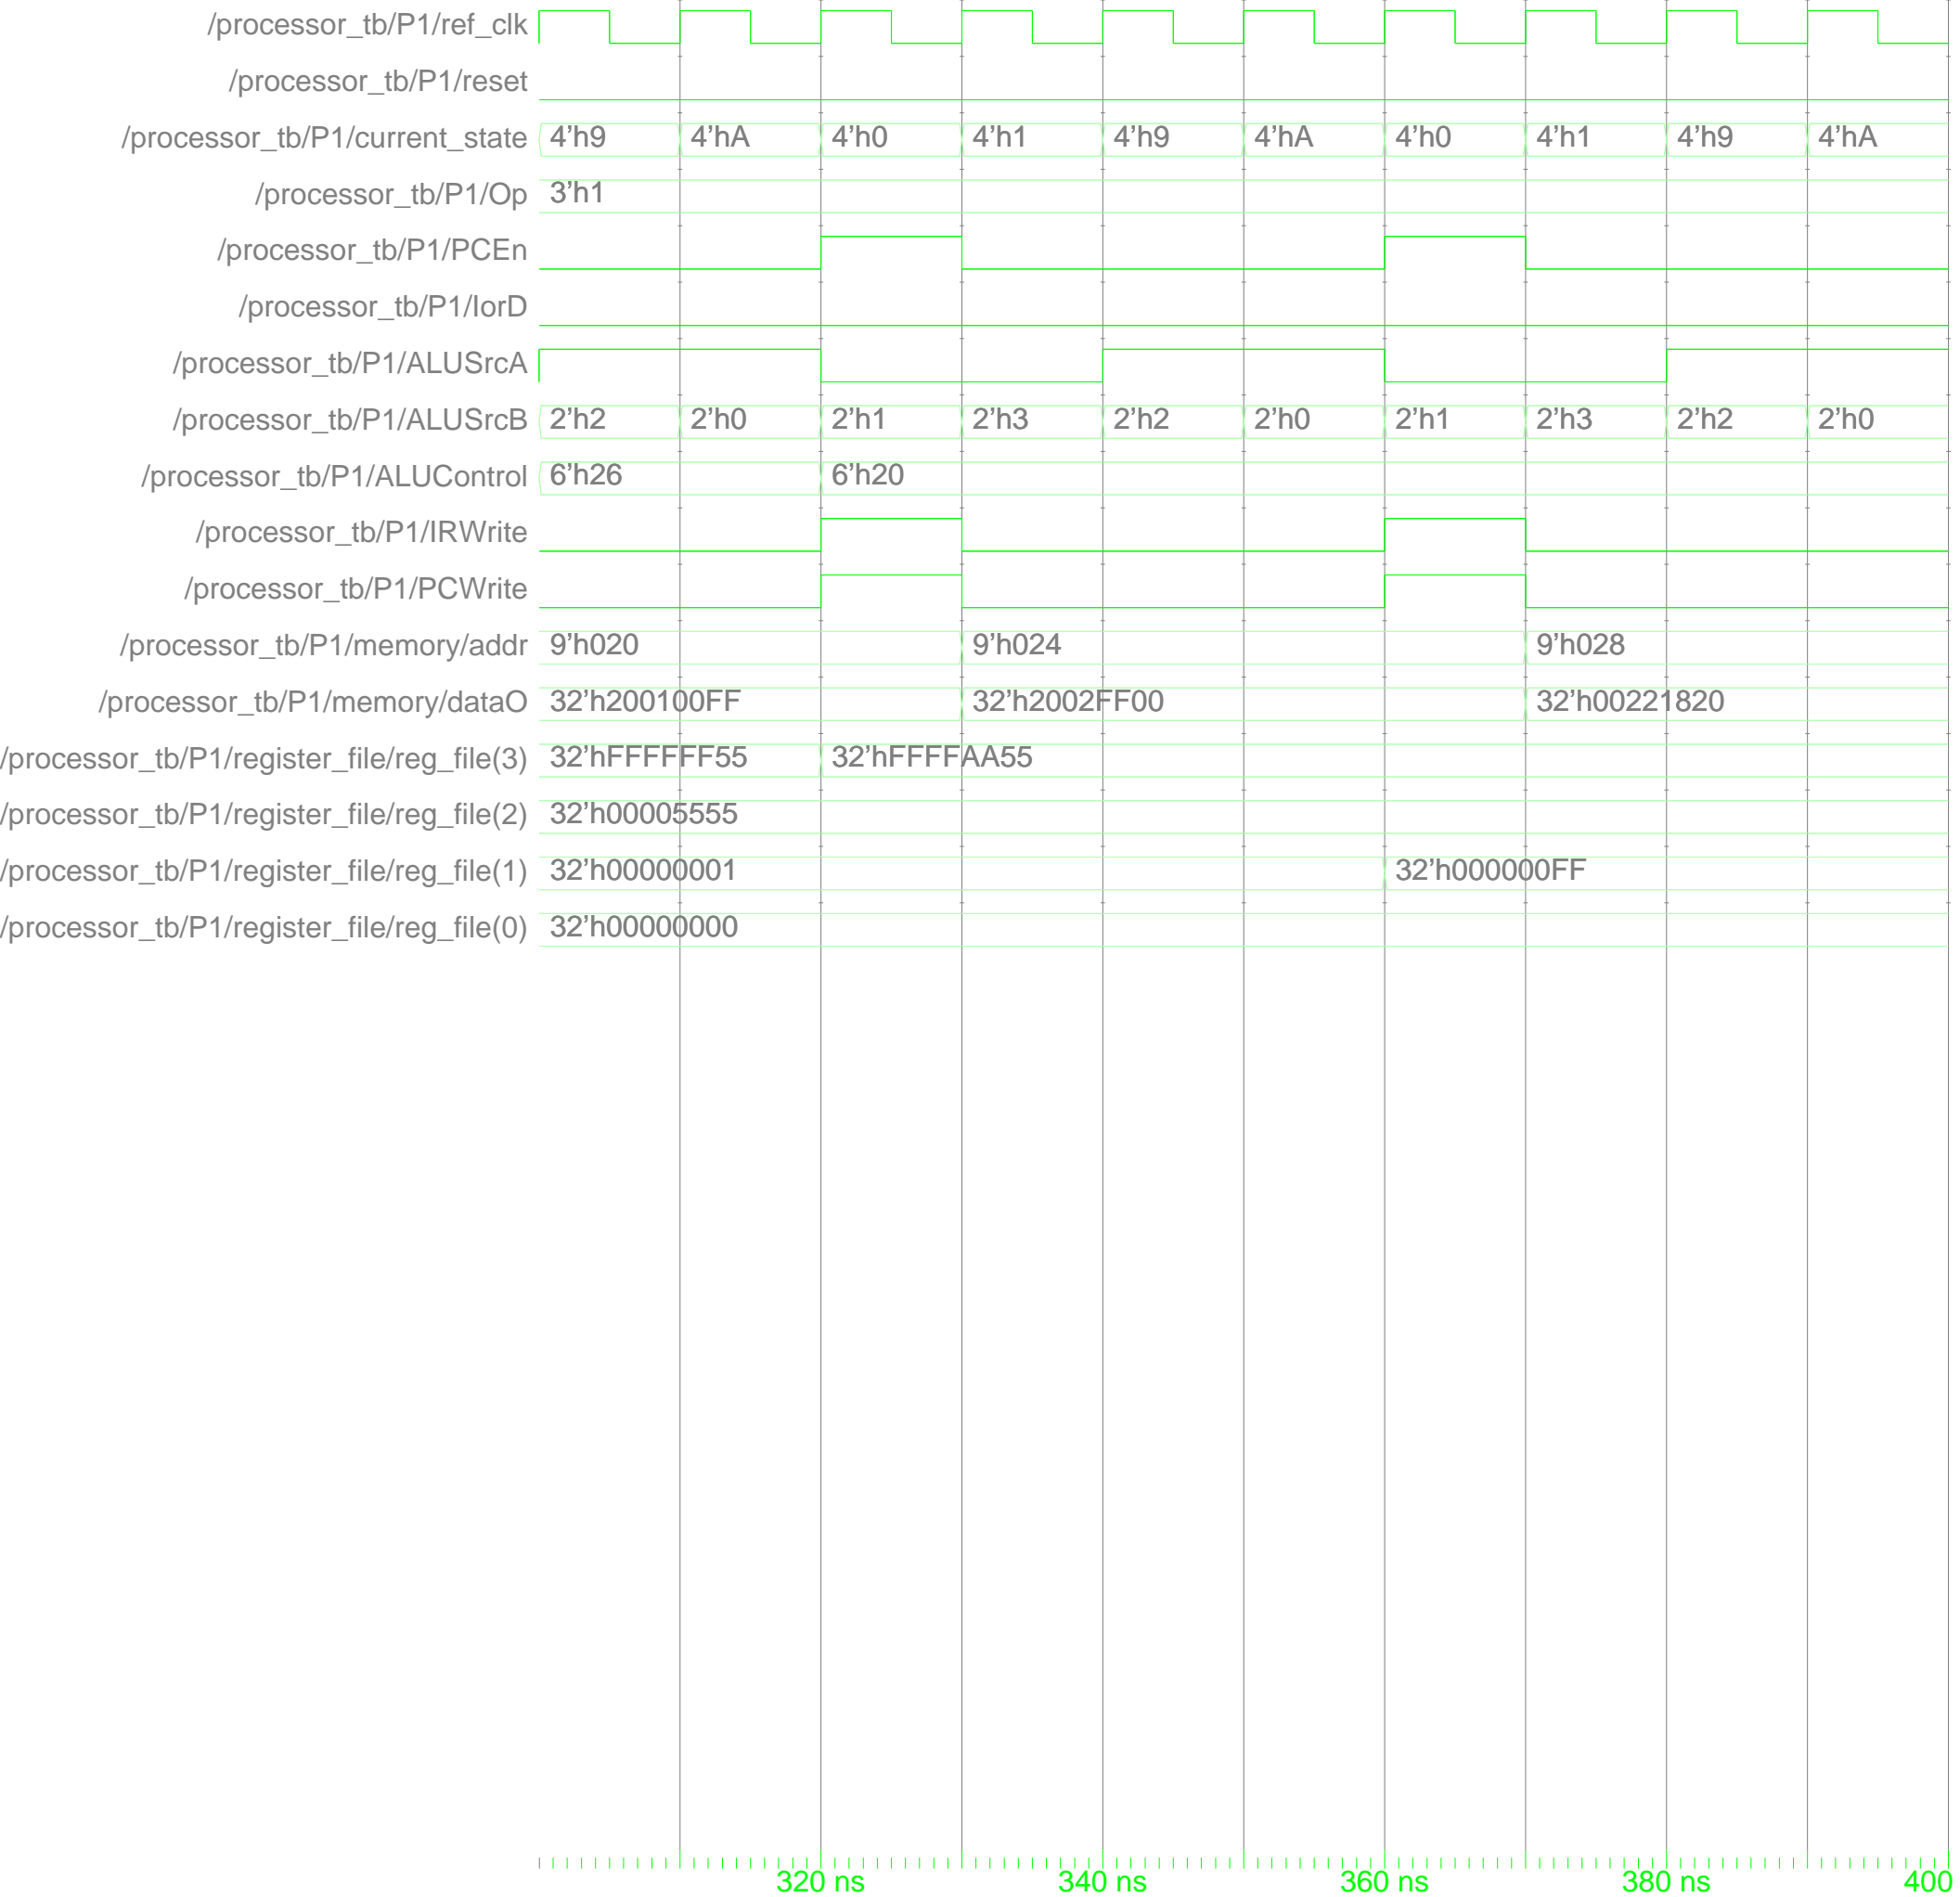 /processor_tb/P1/ref_clk
/processor_tb/P1/reset
/processor_tb/P1/current_state 4'h9 4'hA 4'h0 4'h1 4'h9 4'hA 4'h0 4'h1 4'h9 4'hA
/processor_tb/P1/Op 3'h1
/processor_tb/P1/PCEn
/processor_tb/P1/IorD
/processor_tb/P1/ALUSrcA
/processor_tb/P1/ALUSrcB 2'h2 2'h0 2'h1 2'h3 2'h2 2'h0 2'h1 2'h3 2'h2 2'h0
/processor_tb/P1/ALUControl 6'h26 6'h20
/processor_tb/P1/IRWrite
/processor_tb/P1/PCWrite
/processor_tb/P1/memory/addr 9'h020 9'h024 9'h028
/processor_tb/P1/memory/dataO 32'h200100FF 32'h2002FF00 32'h00221820
/processor_tb/P1/register_file/reg_file(3) 32'hFFFFFF55 32'hFFFFAA55
/processor_tb/P1/register_file/reg_file(2) 32'h00005555
/processor_tb/P1/register_file/reg_file(1) 32'h00000001 32'h000000FF
/processor_tb/P1/register_file/reg_file(0) 32'h00000000
320 ns 340 ns 360 ns 380 ns 400